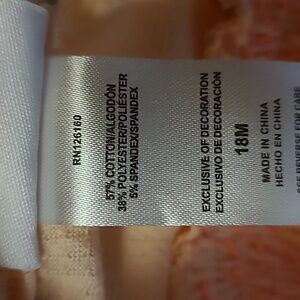 RN126160
57% COTTON/ALGODÓN
38% POLYESTER/POLIÉSTER
5% SPANDEX/SPANDEX
EXCLUSIVE OF DECORATION
EXCLUSIVO DE DECORACIÓN
18M
MADE IN CHINA
HECHO EN CHINA
SEE REVERSE FOR CARE